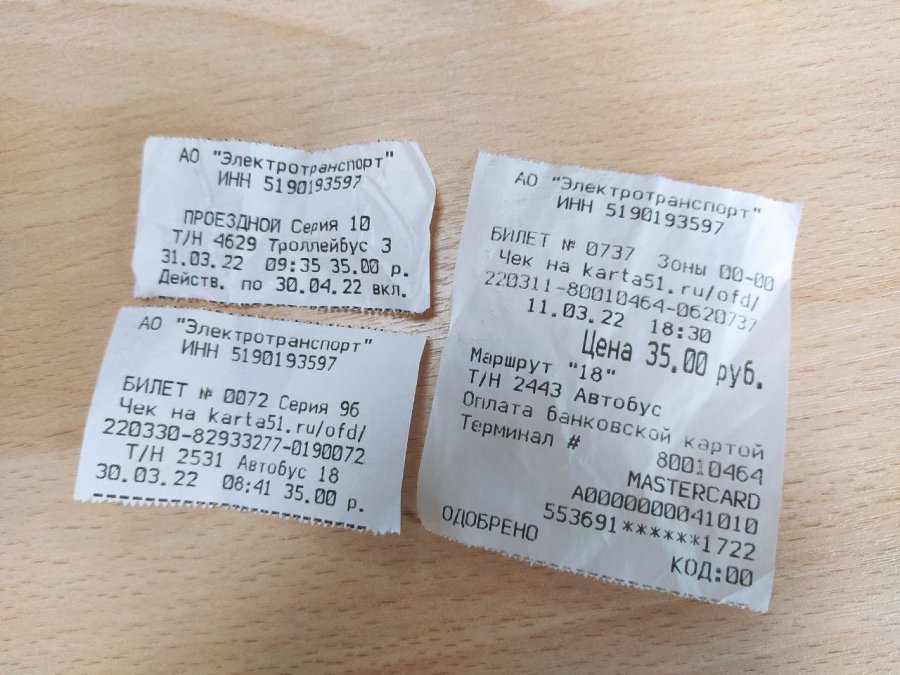 АО "Электротранспорт"
ИНН 5190193597
ПРОЕЗДНОЙ Серия 10
Т/Н 4629 Троллейбус 3
31.03.22 09:35 35.00 р.
Действ. по 30.04.22 вкл.
АО "Электротранспорт"
ИНН 5190193597
БИЛЕТ № 0072 Серия 96
Чек на karta51.ru/ofd/
220330-82933277-0190072
Т/Н 2531 Автобус 18
30.03.22 08:41 35.00 р.
АО "Электротранспорт"
ИНН 5190193597
БИЛЕТ № 0737 Зоны 00-00
Чек на karta51.ru/ofd/
220311-80010464-0620737
11.03.22 18:30
Цена 35.00 руб.
Маршрут "18"
Т/Н 2443 Автобус
Оплата банковской картой
Терминал # 80010464
MASTERCARD
A0000000041010
553691******1722
ОДОБРЕНО КОД:00